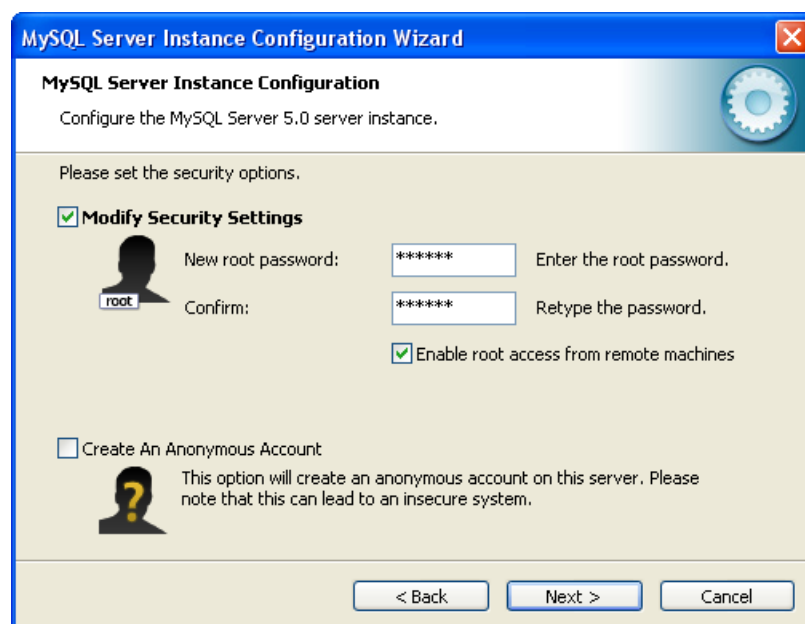 MySQL Server Instance Configuration Wizard
MySQL Server Instance Configuration
Configure the MySQL Server 5.0 server instance.
Please set the security options.
Modify Security Settings
New root password: ****** Enter the root password.
root
Confirm: ****** Retype the password.
Enable root access from remote machines
Create An Anonymous Account
This option will create an anonymous account on this server. Please
note that this can lead to an insecure system.
?
< Back Next > Cancel